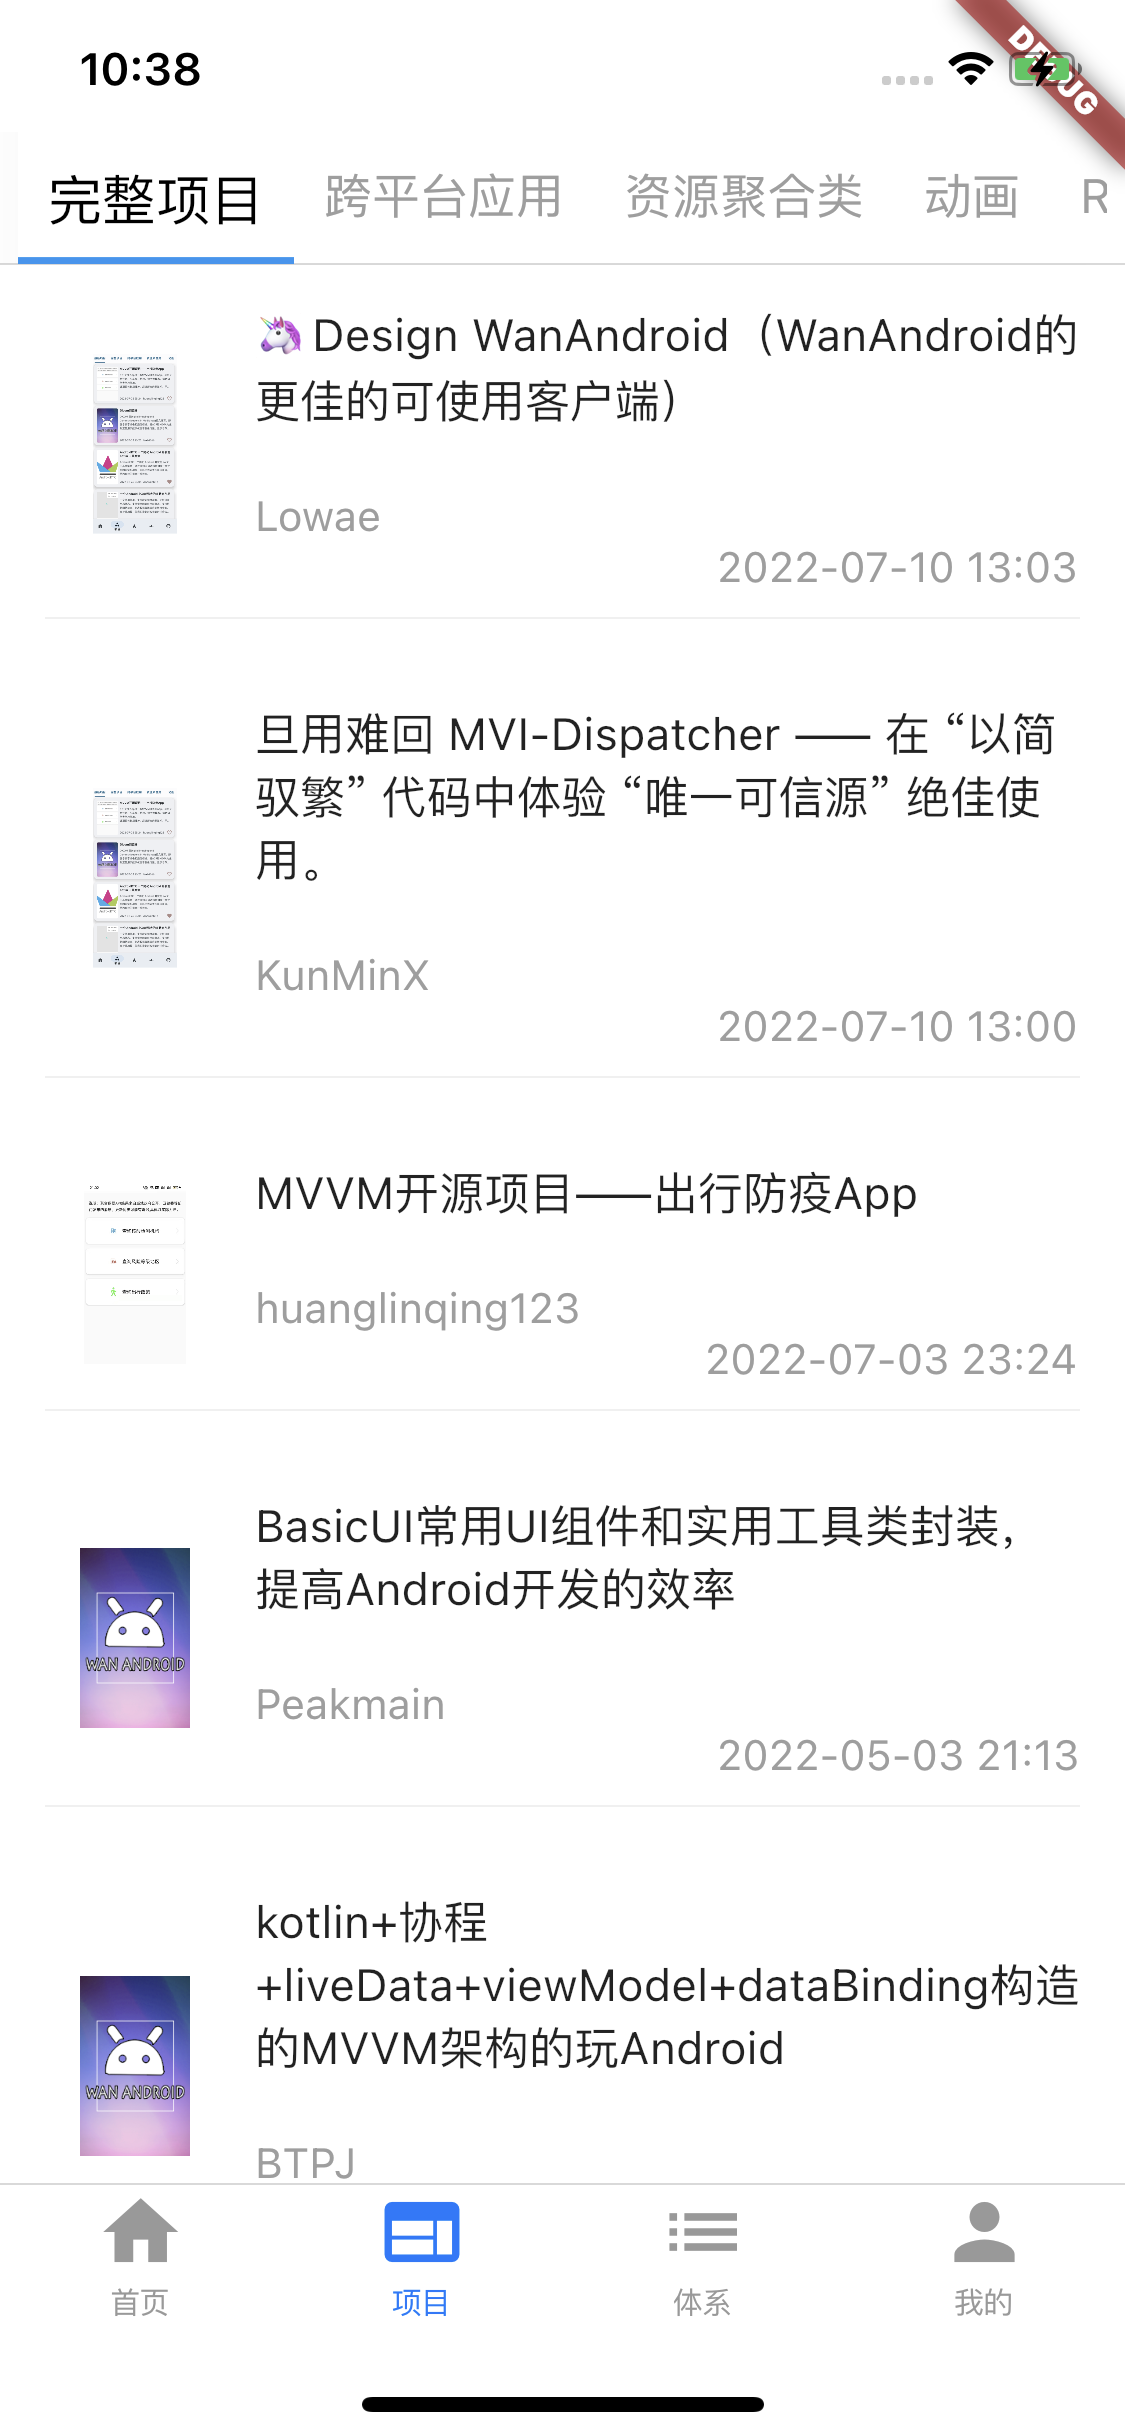 10:38
DEBUG
完整项目 跨平台应用 资源聚合类 动画 R
🦄 Design WanAndroid（WanAndroid的
更佳的可使用客户端）
Lowae
2022-07-10 13:03
旦用难回 MVI-Dispatcher —— 在 “以简
驭繁” 代码中体验 “唯一可信源” 绝佳使
用。
KunMinX
2022-07-10 13:00
MVVM开源项目——出行防疫App
huanglinqing123
2022-07-03 23:24
BasicUI常用UI组件和实用工具类封装，
提高Android开发的效率
WAN ANDROID
Peakmain
2022-05-03 21:13
kotlin+协程
+liveData+viewModel+dataBinding构造
的MVVM架构的玩Android
WAN ANDROID
BTPJ
首页 项目 体系 我的